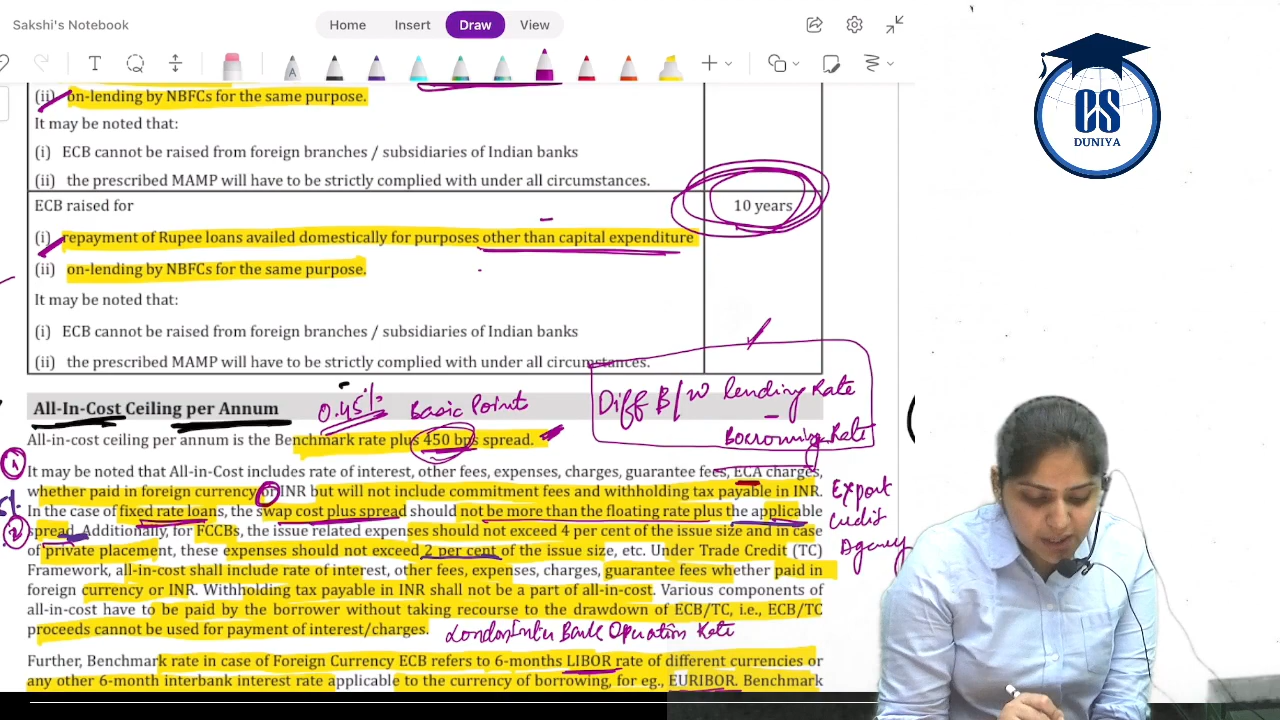 Sakshi's Notebook
Home Insert Draw View
(ii) on-lending by NBFCs for the same purpose.
It may be noted that:
(i) ECB cannot be raised from foreign branches / subsidiaries of Indian banks
(ii) the prescribed MAMP will have to be strictly complied with under all circumstances.
ECB raised for
10 years
(i) repayment of Rupee loans availed domestically for purposes other than capital expenditure
(ii) on-lending by NBFCs for the same purpose.
It may be noted that:
(i) ECB cannot be raised from foreign branches / subsidiaries of Indian banks
(ii) the prescribed MAMP will have to be strictly complied with under all circumstances.
Diff B/w lending Rate
- Borrowing Rate
All-In-Cost Ceiling per Annum
0.45% Basic Point
All-in-cost ceiling per annum is the Benchmark rate plus 450 bps spread.
1
It may be noted that All-in-Cost includes rate of interest, other fees, expenses, charges, guarantee fees, ECA charges,
whether paid in foreign currency or INR but will not include commitment fees and withholding tax payable in INR.
In the case of fixed rate loans, the swap cost plus spread should not be more than the floating rate plus the applicable
2
spread. Additionally, for FCCBs, the issue related expenses should not exceed 4 per cent of the issue size and in case
of private placement, these expenses should not exceed 2 per cent of the issue size, etc. Under Trade Credit (TC)
Framework, all-in-cost shall include rate of interest, other fees, expenses, charges, guarantee fees whether paid in
foreign currency or INR. Withholding tax payable in INR shall not be a part of all-in-cost. Various components of
all-in-cost have to be paid by the borrower without taking recourse to the drawdown of ECB/TC, i.e., ECB/TC
proceeds cannot be used for payment of interest/charges.
Export
Credit
Agency
London Inter Bank Operation Rate
Further, Benchmark rate in case of Foreign Currency ECB refers to 6-months LIBOR rate of different currencies or
any other 6-month interbank interest rate applicable to the currency of borrowing, for eg., EURIBOR. Benchmark
CS
DUNIYA